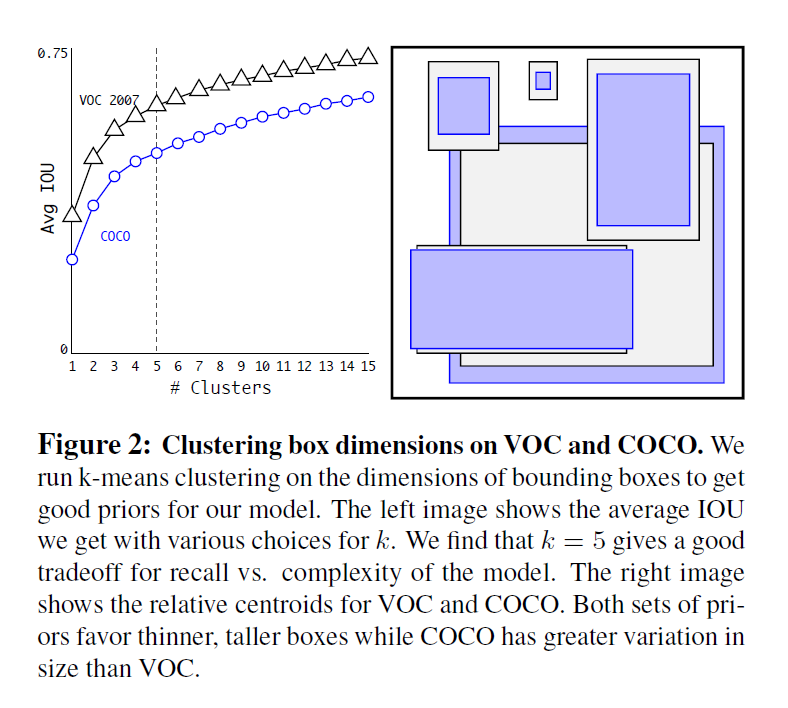 0.75
VOC 2007
Avg IOU
COCO
0
1 2 3 4 5 6 7 8 9 10 11 12 13 14 15
# Clusters
Figure 2: Clustering box dimensions on VOC and COCO. We
run k-means clustering on the dimensions of bounding boxes to get
good priors for our model. The left image shows the average IOU
we get with various choices for k. We find that k = 5 gives a good
tradeoff for recall vs. complexity of the model. The right image
shows the relative centroids for VOC and COCO. Both sets of pri-
ors favor thinner, taller boxes while COCO has greater variation in
size than VOC.